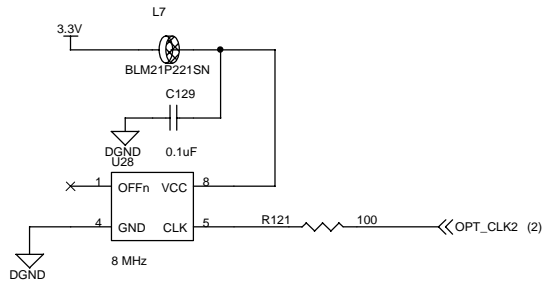 L7
3.3V
BLM21P221SN
C129
DGND
0.1uF
U28
1 OFFn VCC 8
4 GND CLK 5
R121 100
OPT_CLK2 (2)
8 MHz
DGND